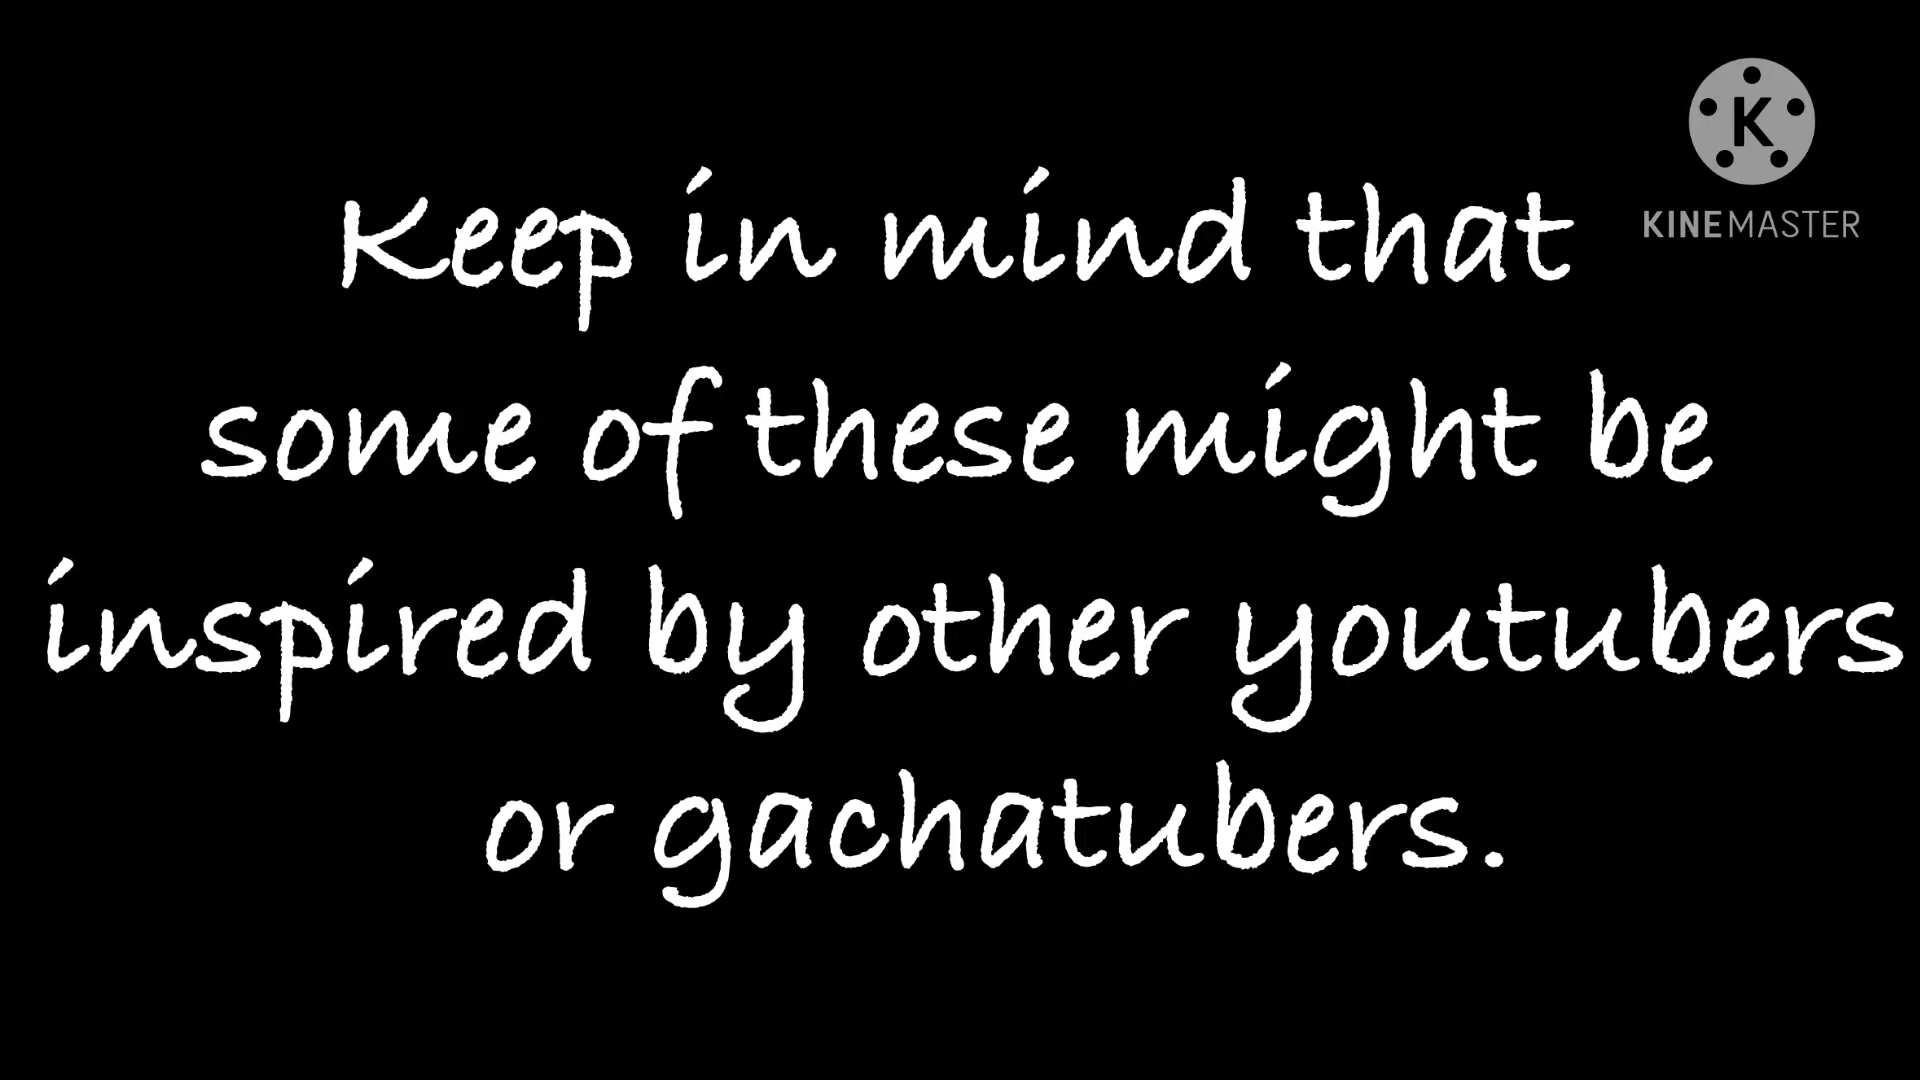 K
KINEMASTER
Keep in mind that
some of these might be
inspired by other youtubers
or gachatubers.